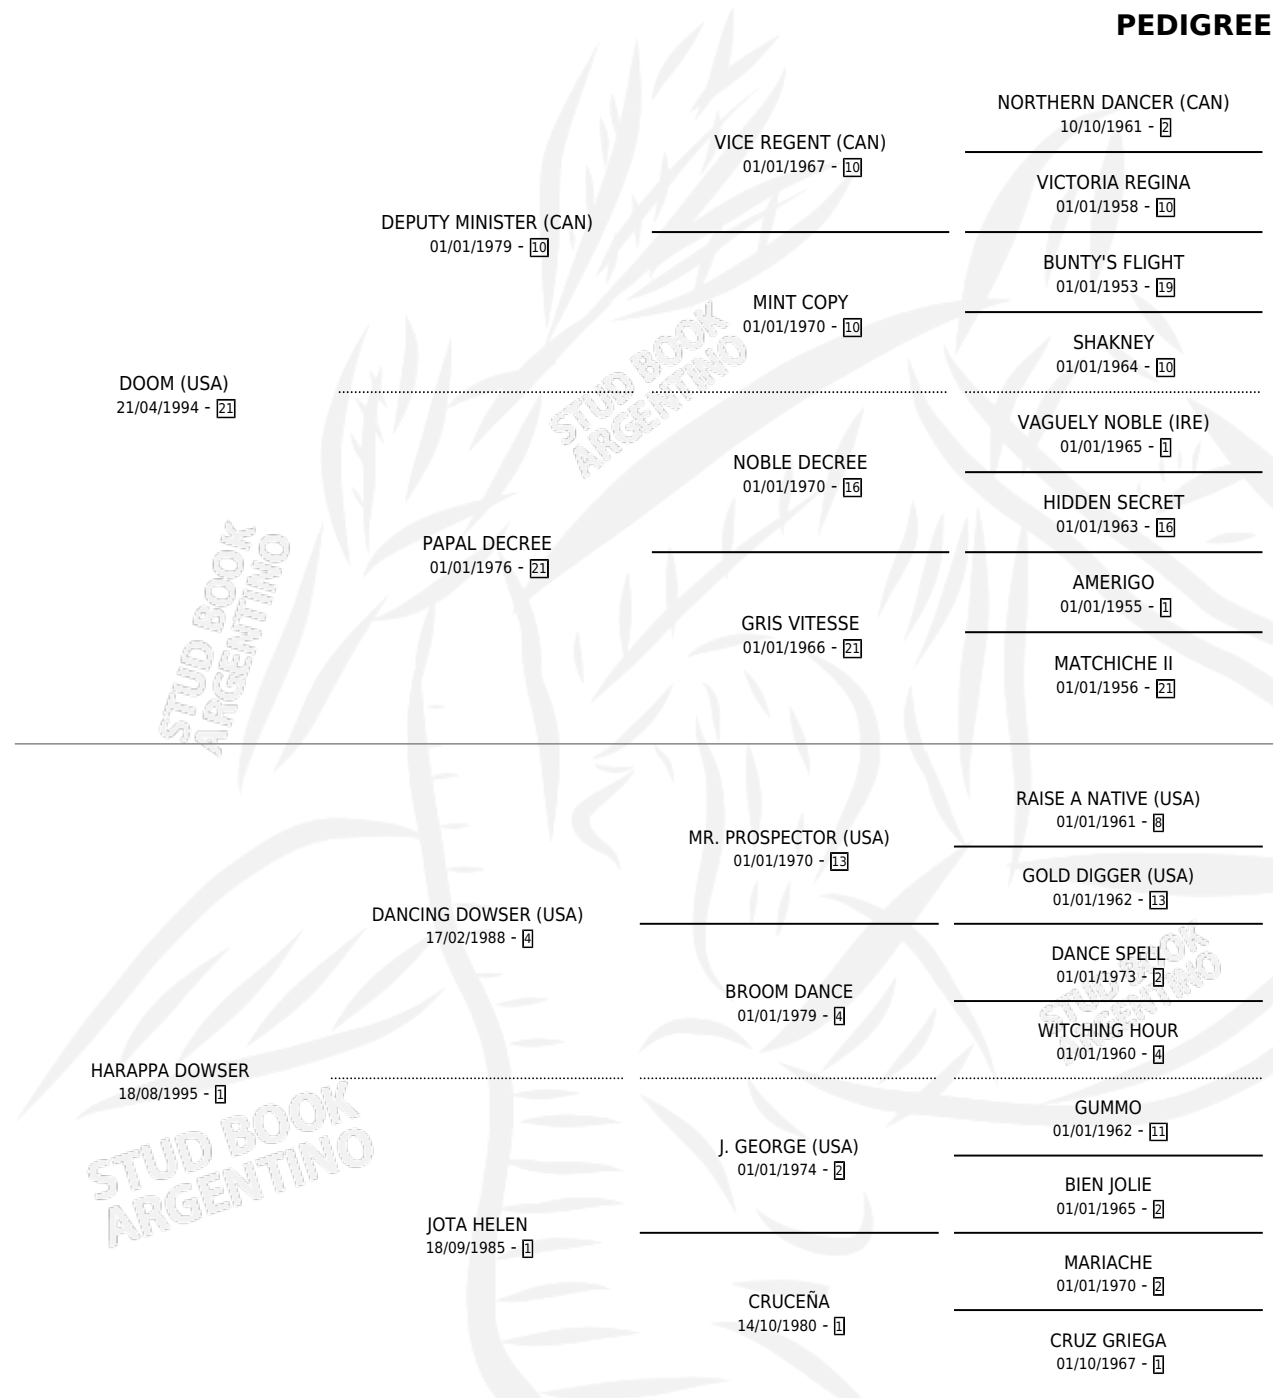 PEDIGREE
NORTHERN DANCER (CAN)
10/10/1961 - 2
VICE REGENT (CAN)
01/01/1967 - 10
VICTORIA REGINA
01/01/1958 - 10
DEPUTY MINISTER (CAN)
01/01/1979 - 10
BUNTY'S FLIGHT
01/01/1953 - 19
MINT COPY
01/01/1970 - 10
SHAKNEY
01/01/1964 - 10
DOOM (USA)
21/04/1994 - 21
STUD BOOK
ARGENTINO
VAGUELY NOBLE (IRE)
01/01/1965 - 1
NOBLE DECREE
01/01/1970 - 16
HIDDEN SECRET
01/01/1963 - 16
PAPAL DECREE
01/01/1976 - 21
AMERIGO
01/01/1955 - 1
GRIS VITESSE
01/01/1966 - 21
MATCHICHE II
01/01/1956 - 21
STUD BOOK
ARGENTINO
RAISE A NATIVE (USA)
01/01/1961 - 8
MR. PROSPECTOR (USA)
01/01/1970 - 13
GOLD DIGGER (USA)
01/01/1962 - 13
DANCING DOWSER (USA)
17/02/1988 - 4
DANCE SPELL
01/01/1973 - 2
BROOM DANCE
01/01/1979 - 4
STUD BOOK
ARGENTINO
WITCHING HOUR
01/01/1960 - 4
HARAPPA DOWSER
18/08/1995 - 1
GUMMO
01/01/1962 - 11
J. GEORGE (USA)
01/01/1974 - 2
BIEN JOLIE
01/01/1965 - 2
STUD BOOK
ARGENTINO
JOTA HELEN
18/09/1985 - 1
MARIACHE
01/01/1970 - 2
CRUCEÑA
14/10/1980 - 1
CRUZ GRIEGA
01/10/1967 - 1